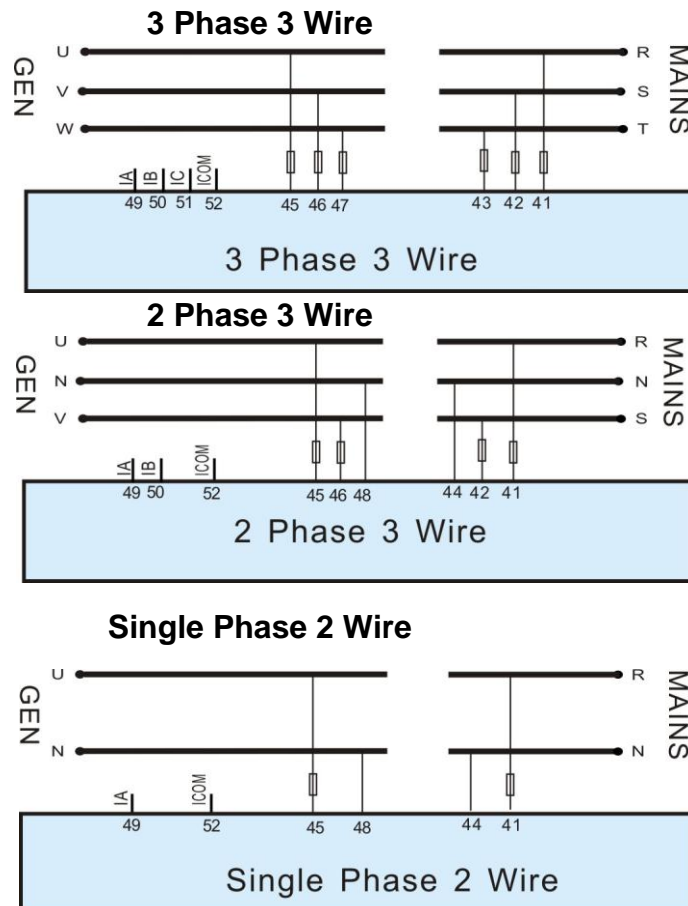 3 Phase 3 Wire
GEN
U
V
W
R
S
T
MAINS
IA IB IC ICOM
49 50 51 52 45 46 47 43 42 41
3 Phase 3 Wire
2 Phase 3 Wire
GEN
U
N
V
R
N
S
MAINS
IA IB ICOM
49 50 52 45 46 48 44 42 41
2 Phase 3 Wire
Single Phase 2 Wire
GEN
U
N
R
N
MAINS
IA ICOM
49 52 45 48 44 41
Single Phase 2 Wire